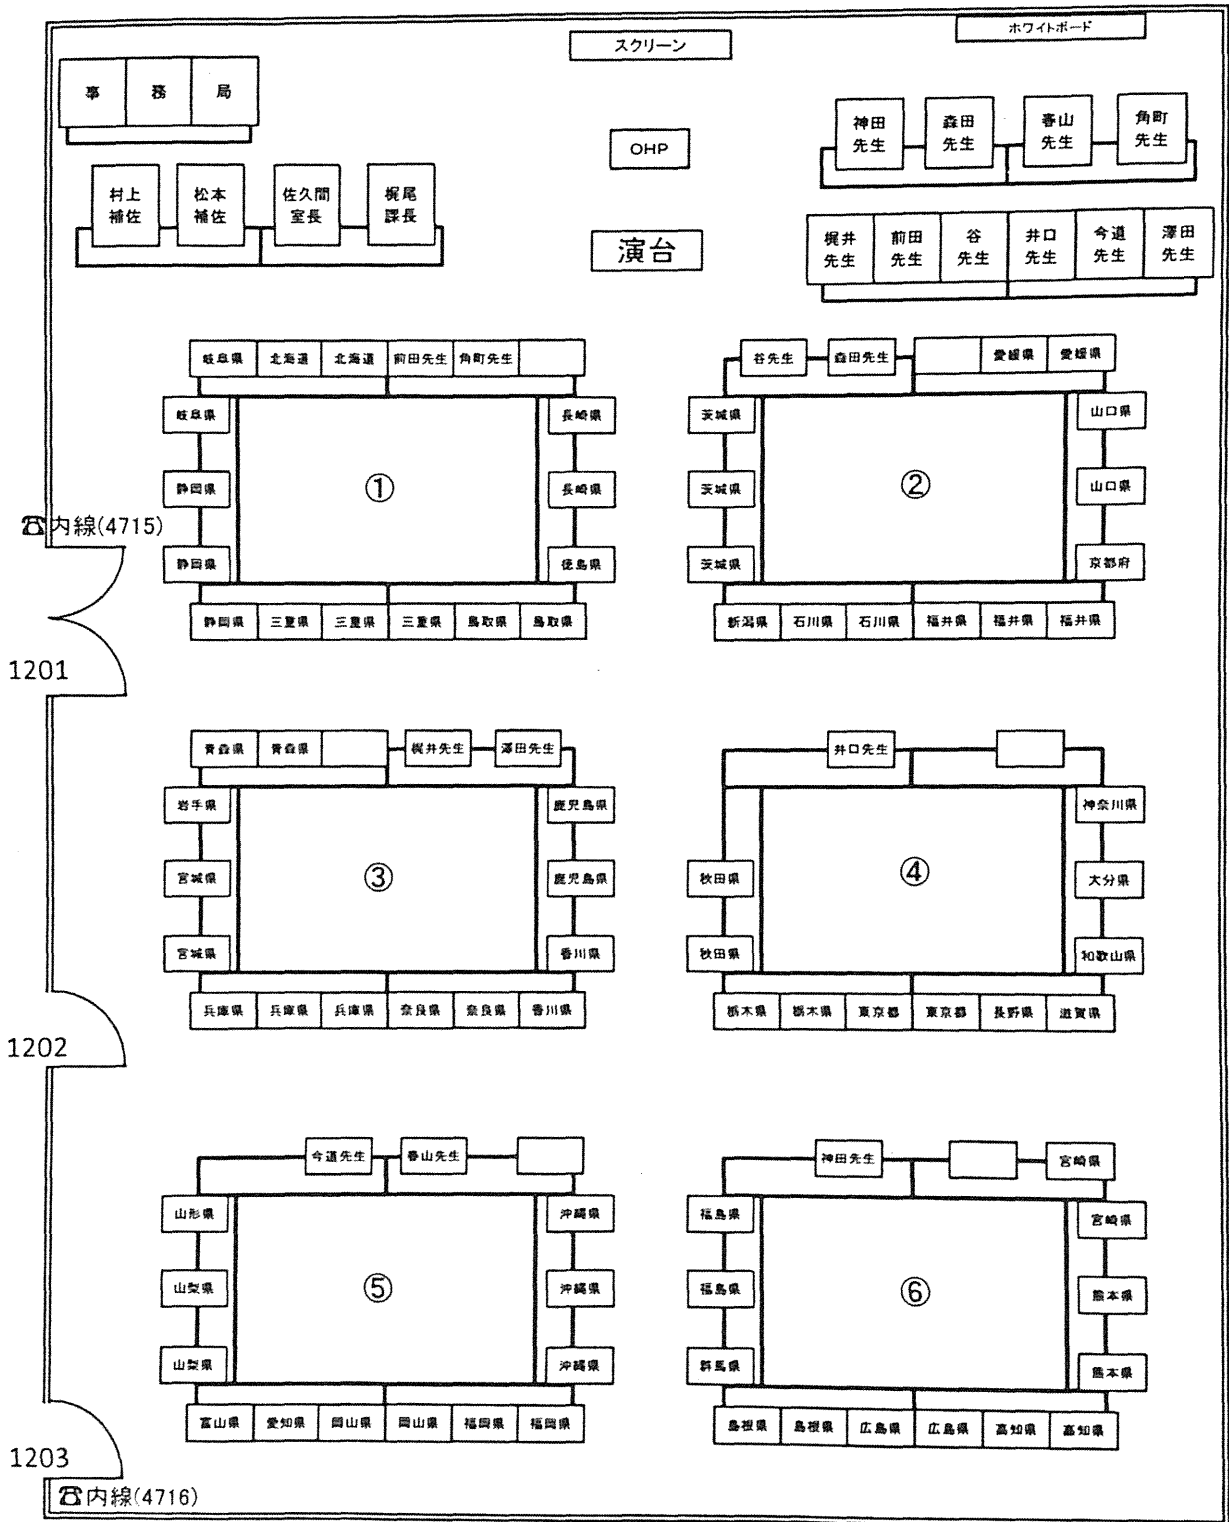 スクリーン
ホワイトボード
事 務 局
OHP
神田先生 森田先生 春山先生 角町先生
村上補佐 松本補佐 佐久間室長 梶尾課長
演台
梶井先生 前田先生 谷先生 井口先生 今道先生 澤田先生
岐阜県 北海道 北海道 前田先生 角町先生
岐阜県
静岡県
静岡県
①
長崎県
長崎県
徳島県
静岡県 三重県 三重県 三重県 鳥取県 鳥取県
谷先生 森田先生 愛媛県 愛媛県
茨城県
茨城県
茨城県
②
山口県
山口県
京都府
新潟県 石川県 石川県 福井県 福井県 福井県
☎内線(4715)
1201
青森県 青森県 梶井先生 澤田先生
岩手県
宮城県
宮城県
③
鹿児島県
鹿児島県
香川県
兵庫県 兵庫県 兵庫県 奈良県 奈良県 香川県
井口先生
秋田県
秋田県
④
神奈川県
大分県
和歌山県
栃木県 栃木県 東京都 東京都 長野県 滋賀県
1202
今道先生 春山先生
山形県
山梨県
山梨県
⑤
沖縄県
沖縄県
沖縄県
富山県 愛知県 岡山県 岡山県 福岡県 福岡県
神田先生 宮崎県
福島県
福島県
群馬県
⑥
宮崎県
熊本県
熊本県
島根県 島根県 広島県 広島県 高知県 高知県
1203
☎内線(4716)